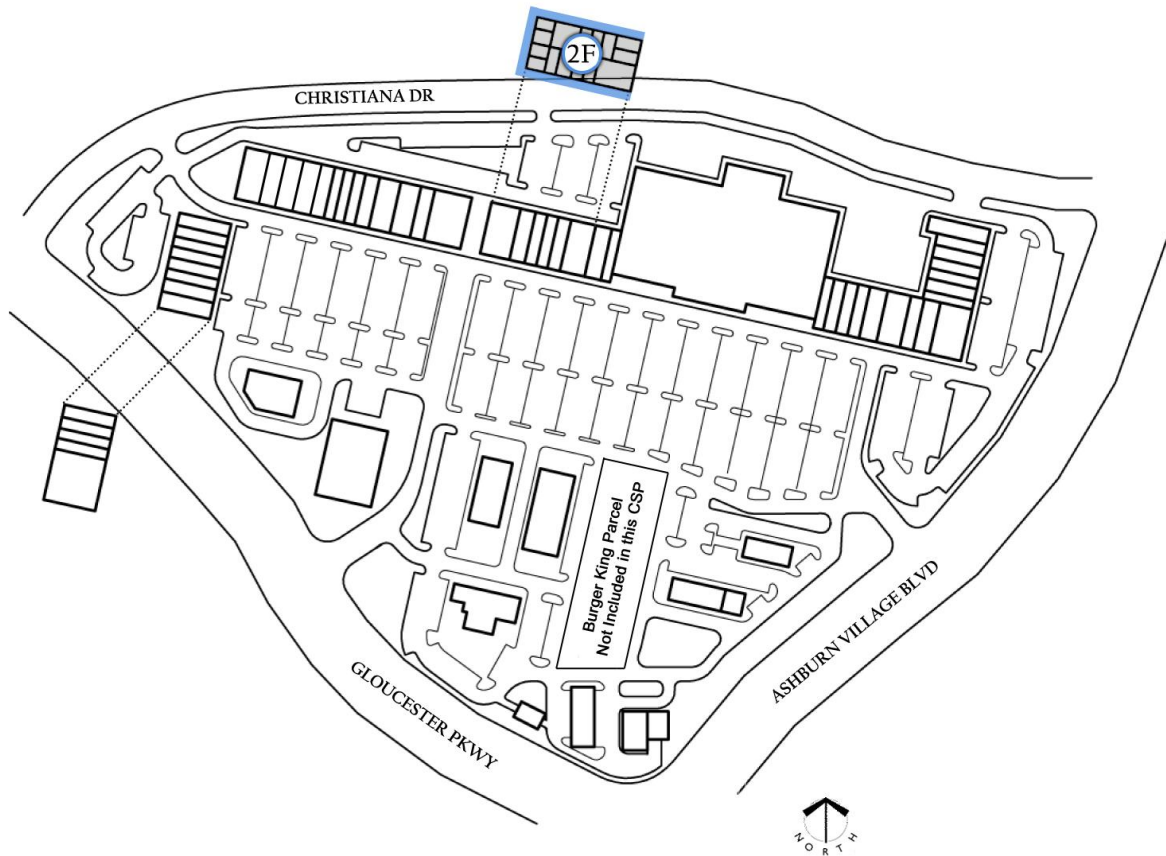 2F
CHRISTIANA DR
Burger King Parcel
Not Included in this CSP
ASHBURN VILLAGE BLVD
GLOUCESTER PKWY
NORTH